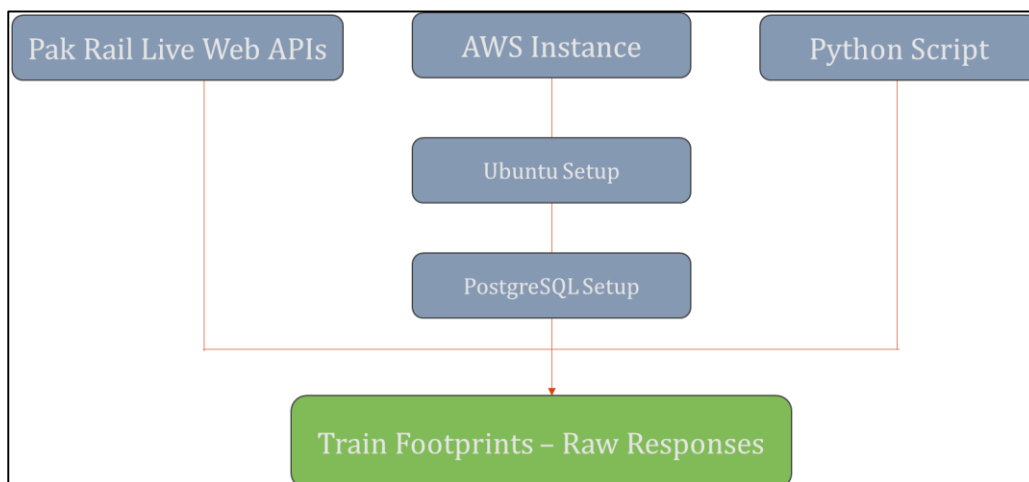 Pak Rail Live Web APIs
AWS Instance
Python Script
Ubuntu Setup
PostgreSQL Setup
Train Footprints – Raw Responses